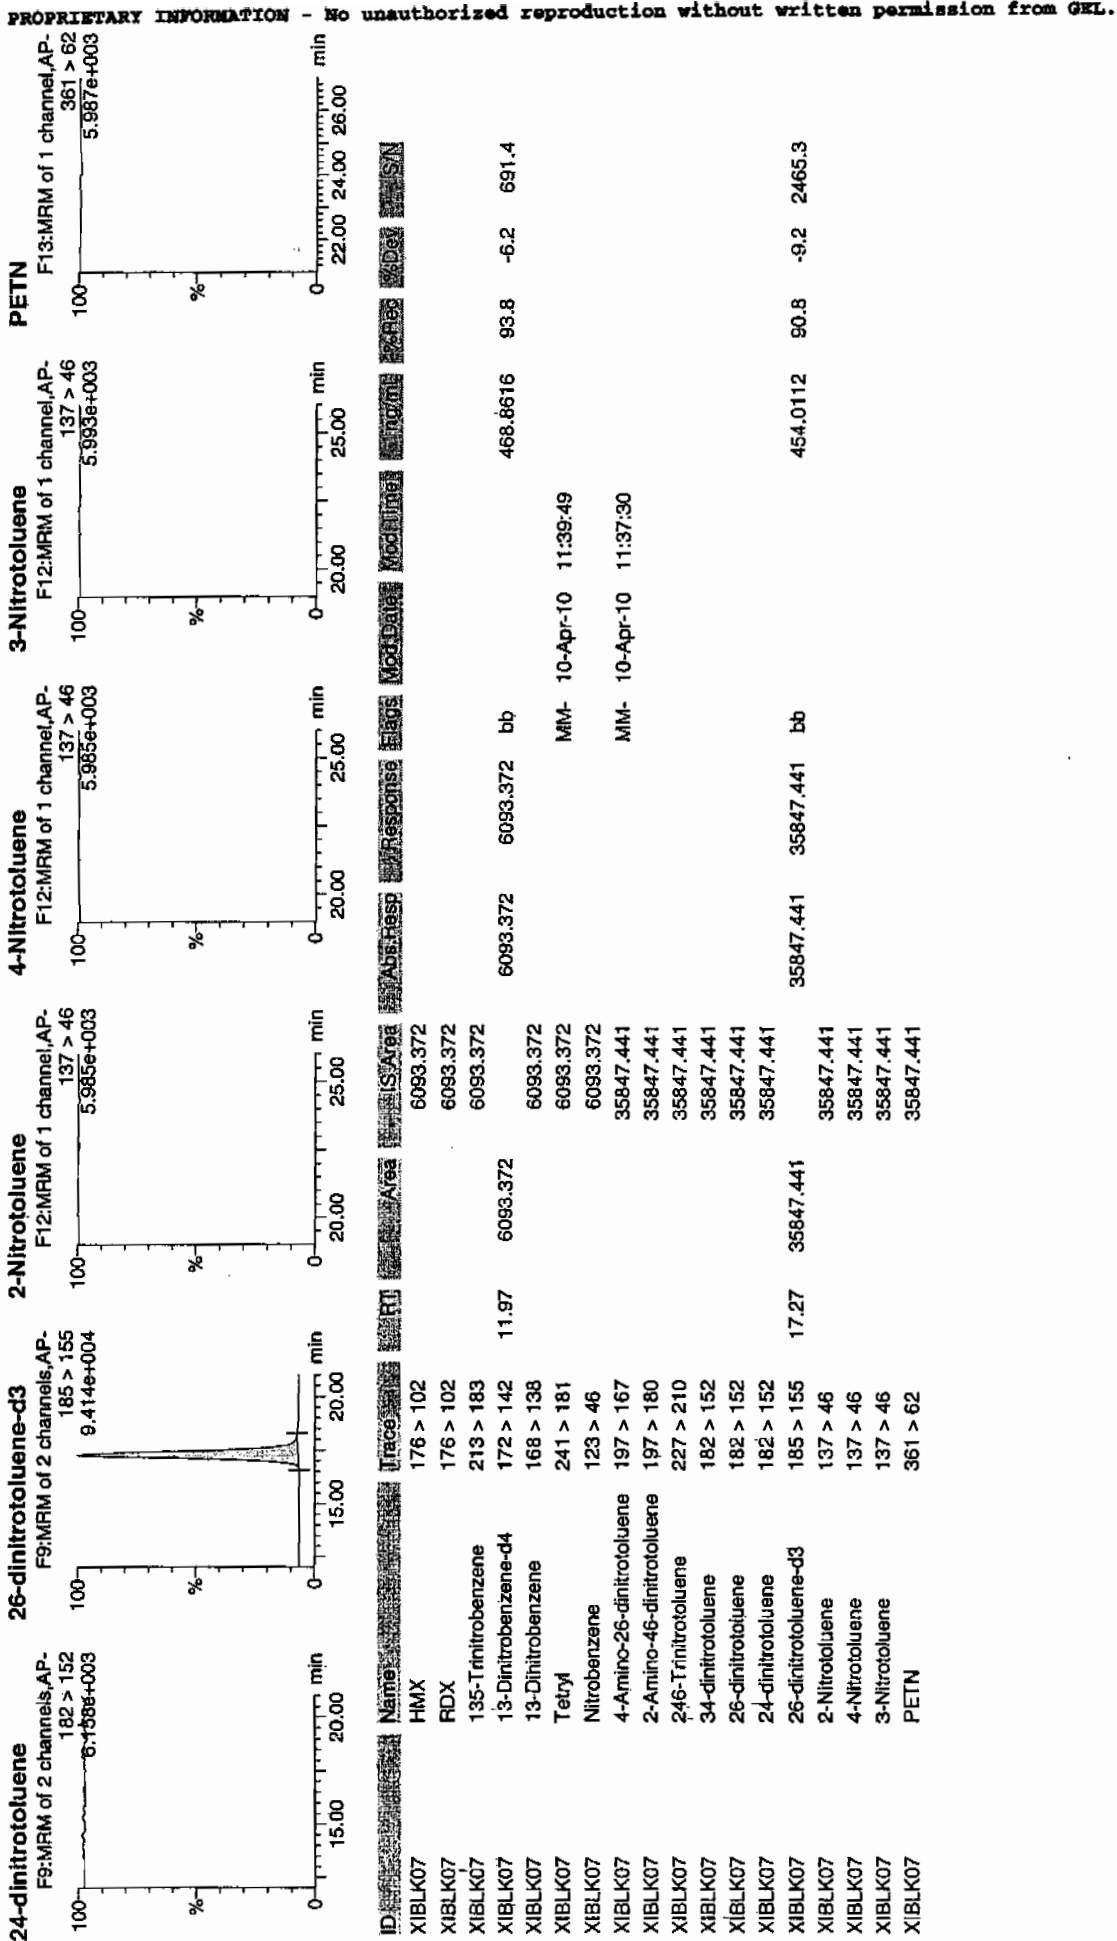 PROPRIETARY INFORMATION - No unauthorized reproduction without written permission from GEL.
24-dinitrotoluene
F9:MRM of 2 channels,AP-
182 > 152
6.158e+003
100
%
0
15.00 20.00 min
26-dinitrotoluene-d3
F9:MRM of 2 channels,AP-
185 > 155
9.414e+004
100
%
0
15.00 20.00 min
2-Nitrotoluene
F12:MRM of 1 channel,AP-
137 > 46
5.985e+003
100
%
0
20.00 25.00 min
4-Nitrotoluene
F12:MRM of 1 channel,AP-
137 > 46
5.985e+003
100
%
0
20.00 25.00 min
3-Nitrotoluene
F12:MRM of 1 channel,AP-
137 > 46
5.993e+003
100
%
0
20.00 25.00 min
PETN
F13:MRM of 1 channel,AP-
361 > 62
5.987e+003
100
%
0
22.00 24.00 26.00 min
ID Name Trace RT Area IS Area Abs.Resp Response Flags Mod.Date Mod.Time ng/mL %Rec %Dev S/N
XIBLK07 HMX 176 > 102 6093.372
XIBLK07 RDX 176 > 102 6093.372
XIBLK07 135-Trinitrobenzene 213 > 183 6093.372
XIBLK07 13-Dinitrobenzene-d4 172 > 142 11.97 6093.372 6093.372 6093.372 bb 468.8616 93.8 -6.2 691.4
XIBLK07 13-Dinitrobenzene 168 > 138 6093.372
XIBLK07 Tetryl 241 > 181 6093.372 MM- 10-Apr-10 11:39:49
XIBLK07 Nitrobenzene 123 > 46 6093.372
XIBLK07 4-Amino-26-dinitrotoluene 197 > 167 35847.441 MM- 10-Apr-10 11:37:30
XIBLK07 2-Amino-46-dinitrotoluene 197 > 180 35847.441
XIBLK07 246-Trinitrotoluene 227 > 210 35847.441
XIBLK07 34-dinitrotoluene 182 > 152 35847.441
XIBLK07 26-dinitrotoluene 182 > 152 35847.441
XIBLK07 24-dinitrotoluene 182 > 152 35847.441
XIBLK07 26-dinitrotoluene-d3 185 > 155 17.27 35847.441 35847.441 35847.441 bb 454.0112 90.8 -9.2 2465.3
XIBLK07 2-Nitrotoluene 137 > 46 35847.441
XIBLK07 4-Nitrotoluene 137 > 46 35847.441
XIBLK07 3-Nitrotoluene 137 > 46 35847.441
XIBLK07 PETN 361 > 62 35847.441